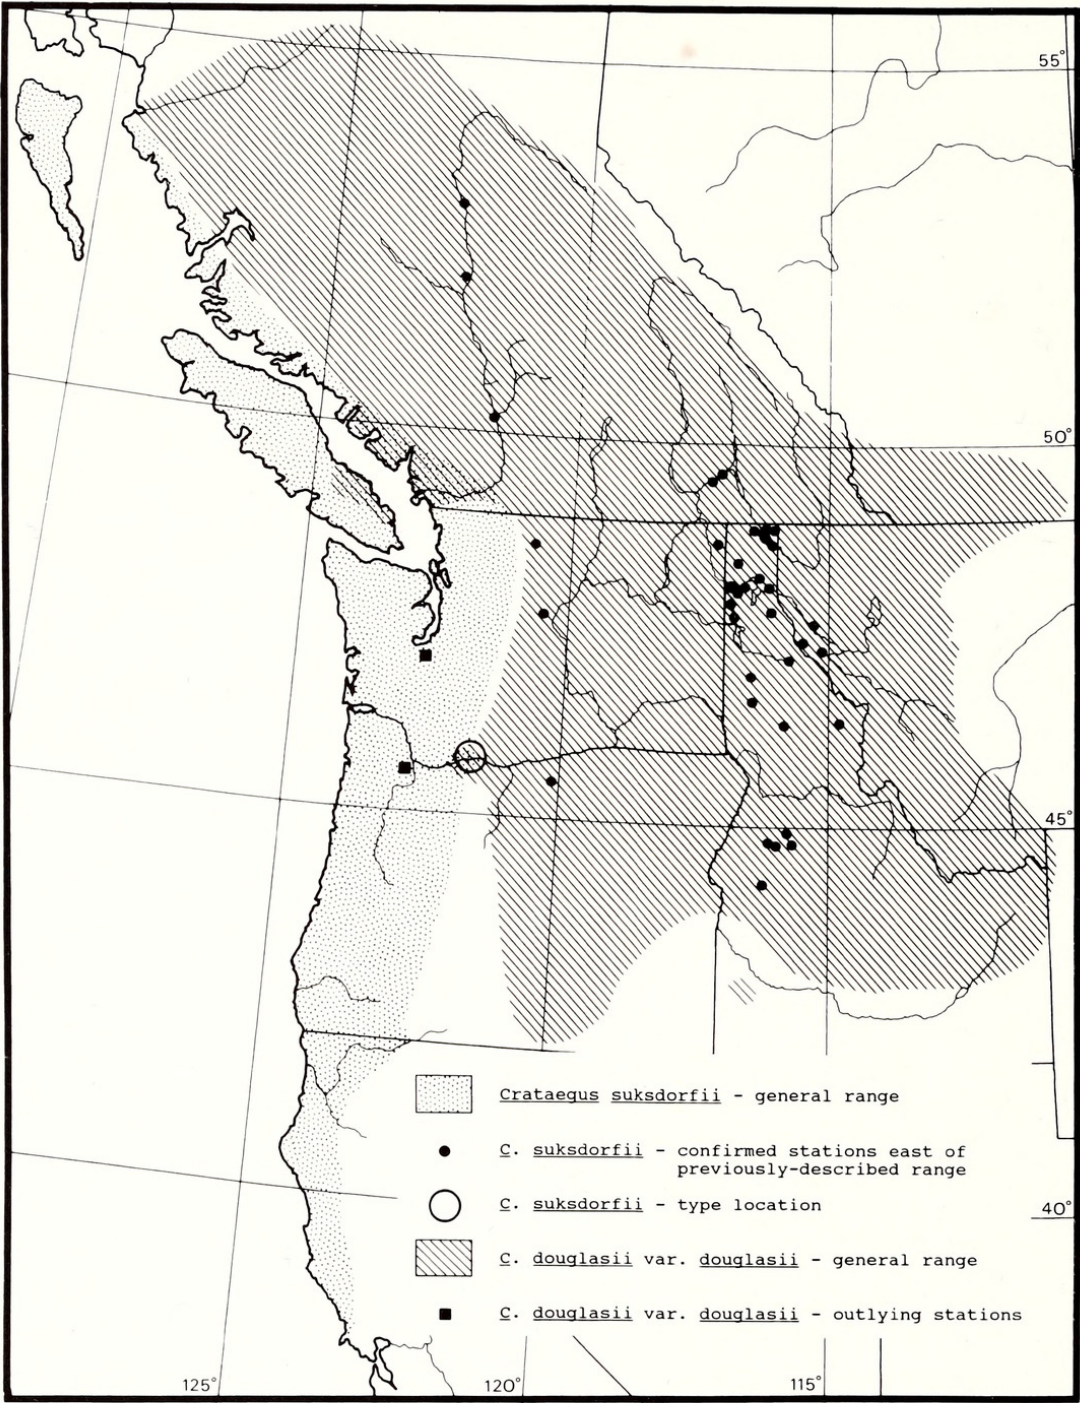 55°
50°
45°
Crataegus suksdorfii - general range
C. suksdorfii - confirmed stations east of
previously-described range
C. suksdorfii - type location
40°
C. douglasii var. douglasii - general range
C. douglasii var. douglasii - outlying stations
125°
120°
115°